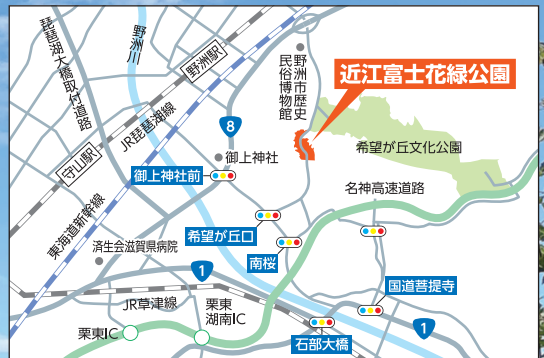 琵琶湖大橋取付道路
野洲川
野洲駅
JR琵琶湖線
守山駅
東海道新幹線
済生会滋賀県病院
8
御上神社
御上神社前
野洲市歴史
民俗博物館
近江富士花緑公園
希望が丘文化公園
名神高速道路
希望が丘口
南桜
国道菩提寺
1
JR草津線
栗東
湖南IC
栗東IC
石部大橋
1